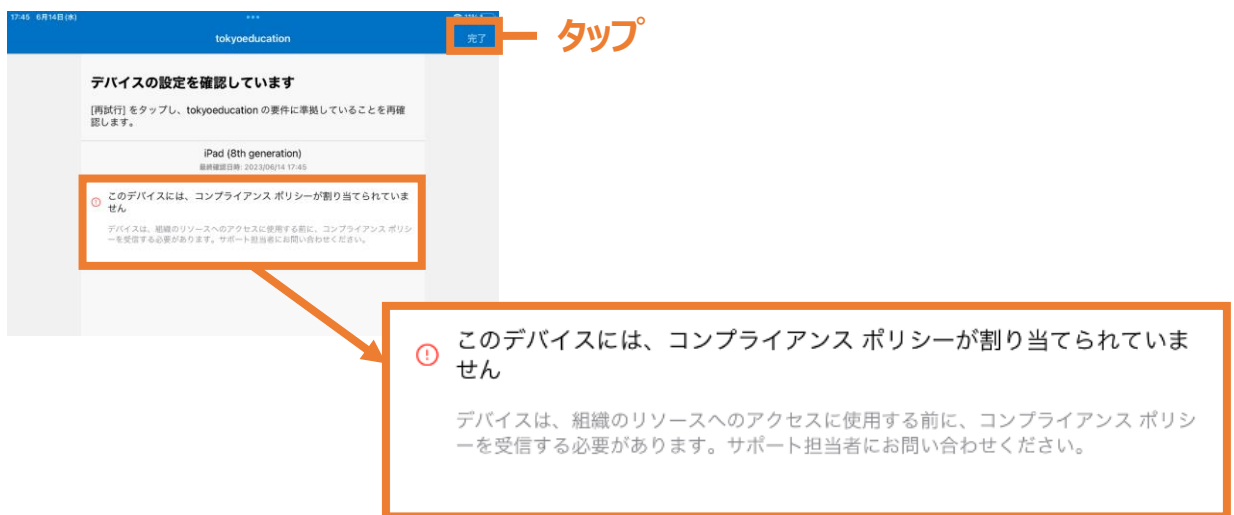 17:45 6月14日(水)
tokyoeducation
完了
タップ
デバイスの設定を確認しています
[再試行] をタップし、tokyoeducation の要件に準拠していることを再確
認します。
iPad (8th generation)
最終確認日時: 2023/06/14 17:45
このデバイスには、コンプライアンス ポリシーが割り当てられていま
せん
デバイスは、組織のリソースへのアクセスに使用する前に、コンプライアンス ポリシ
ーを受信する必要があります。サポート担当者にお問い合わせください。
このデバイスには、コンプライアンス ポリシーが割り当てられていま
せん
デバイスは、組織のリソースへのアクセスに使用する前に、コンプライアンス ポリシ
ーを受信する必要があります。サポート担当者にお問い合わせください。